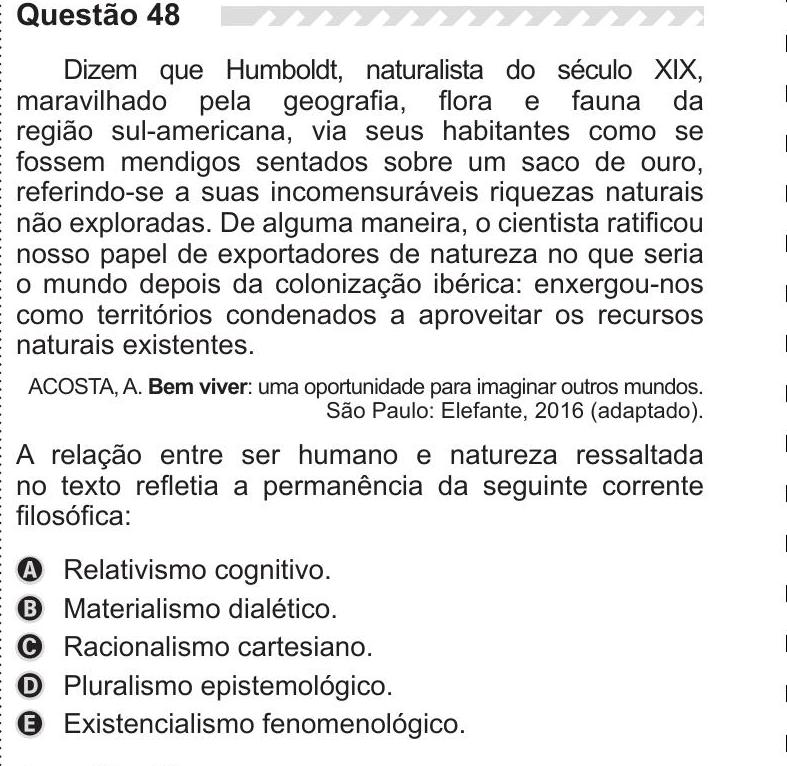 Questão 48
Dizem que Humboldt, naturalista do século XIX,
maravilhado pela geografia, flora e fauna da
região sul-americana, via seus habitantes como se
fossem mendigos sentados sobre um saco de ouro,
referindo-se a suas incomensuráveis riquezas naturais
não exploradas. De alguma maneira, o cientista ratificou
nosso papel de exportadores de natureza no que seria
o mundo depois da colonização ibérica: enxergou-nos
como territórios condenados a aproveitar os recursos
naturais existentes.
ACOSTA, A. Bem viver: uma oportunidade para imaginar outros mundos.
São Paulo: Elefante, 2016 (adaptado).
A relação entre ser humano e natureza ressaltada
no texto refletia a permanência da seguinte corrente
filosófica:
A Relativismo cognitivo.
B Materialismo dialético.
C Racionalismo cartesiano.
D Pluralismo epistemológico.
E Existencialismo fenomenológico.